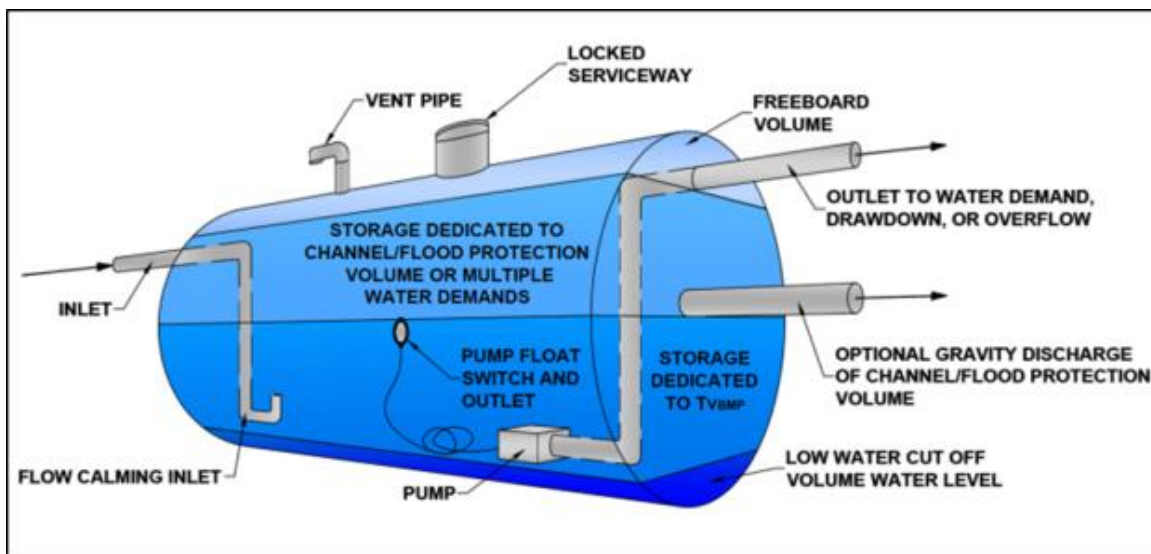 LOCKED
SERVICEWAY
VENT PIPE
FREEBOARD
VOLUME
OUTLET TO WATER DEMAND,
DRAWDOWN, OR OVERFLOW
STORAGE DEDICATED TO
CHANNEL/FLOOD PROTECTION
VOLUME OR MULTIPLE
WATER DEMANDS
INLET
PUMP FLOAT
SWITCH AND
OUTLET
STORAGE
DEDICATED
TO TVBMP
OPTIONAL GRAVITY DISCHARGE
OF CHANNEL/FLOOD PROTECTION
VOLUME
FLOW CALMING INLET
PUMP
LOW WATER CUT OFF
VOLUME WATER LEVEL